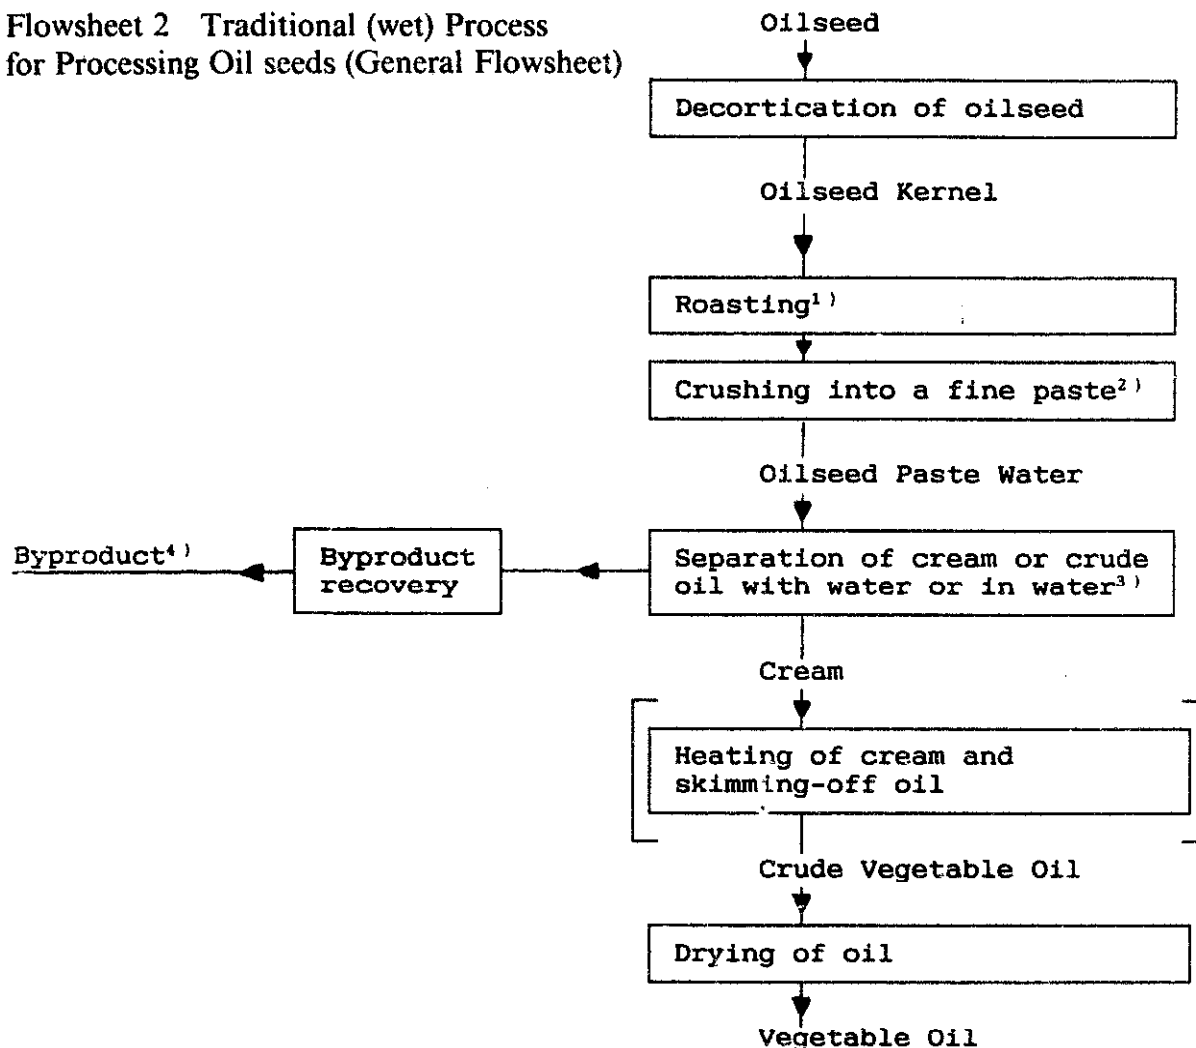 Flowsheet 2 Traditional (wet) Process
for Processing Oil seeds (General Flowsheet)
Oilseed
Decortication of oilseed
Oilseed Kernel
Roasting¹⁾
Crushing into a fine paste²⁾
Oilseed Paste Water
Separation of cream or crude
oil with water or in water³⁾
Byproduct
recovery
Byproduct⁴⁾
Cream
Heating of cream and
skimming-off oil
Crude Vegetable Oil
Drying of oil
Vegetable Oil